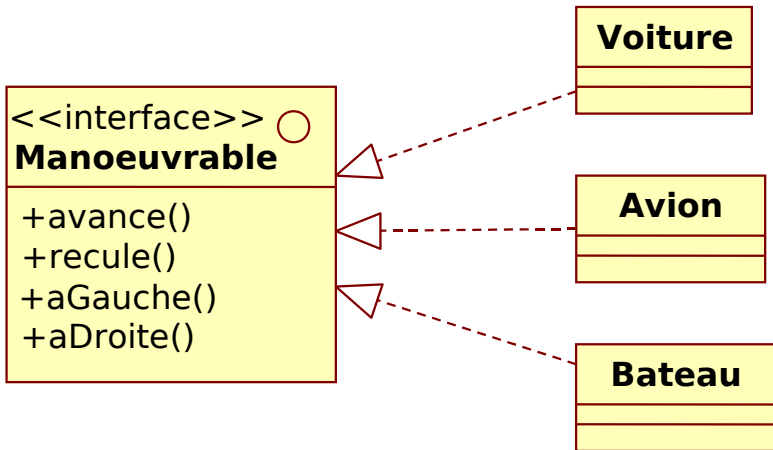 <<interface>>
Manoeuvrable
+avance()
+recule()
+aGauche()
+aDroite()
Voiture
Avion
Bateau